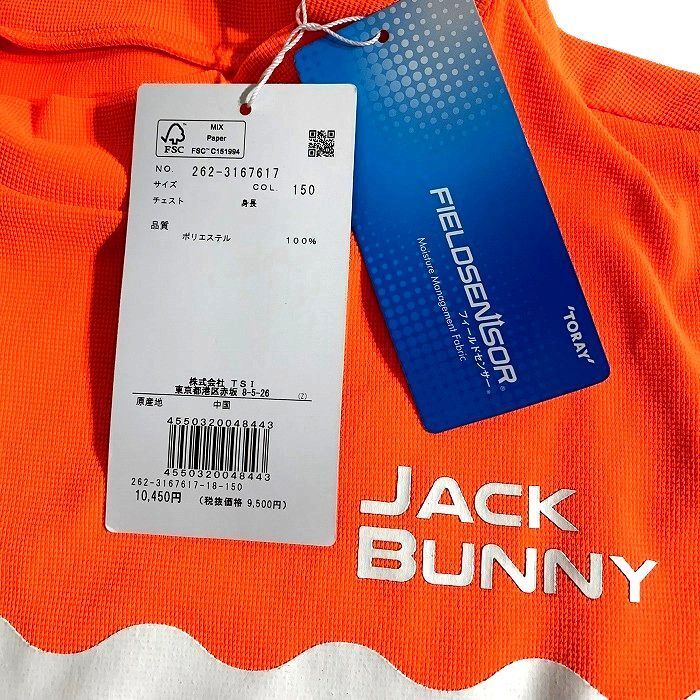 MIX
Paper
FSC™ C151994
FSC
NO. 262-3167617
サイズ COL. 150
チェスト 身長
品質
ポリエステル 100%
株式会社 TSI
東京都港区赤坂 8-5-26 (Z)
原産地 中国
4550320048443
4550320048443
262-3167617-18-150
10,450円 (税抜価格 9,500円)
FIELDSENSOR
Moisture Management Fabric
フィールドセンサー®
'TORAY'
JACK
BUNNY